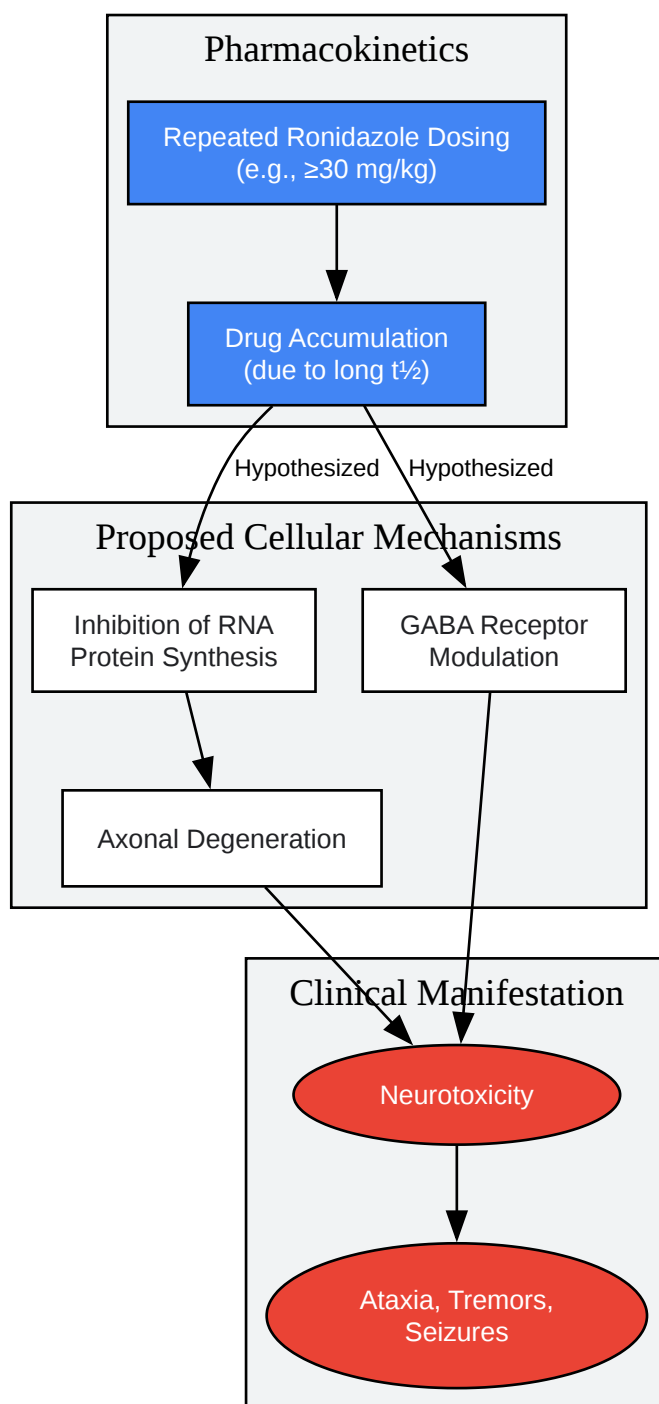 Pharmacokinetics
Repeated Ronidazole Dosing
(e.g., ≥30 mg/kg)
Drug Accumulation
(due to long t½)
Hypothesized
Hypothesized
Proposed Cellular Mechanisms
Inhibition of RNA
Protein Synthesis
GABA Receptor
Modulation
Axonal Degeneration
Clinical Manifestation
Neurotoxicity
Ataxia, Tremors,
Seizures